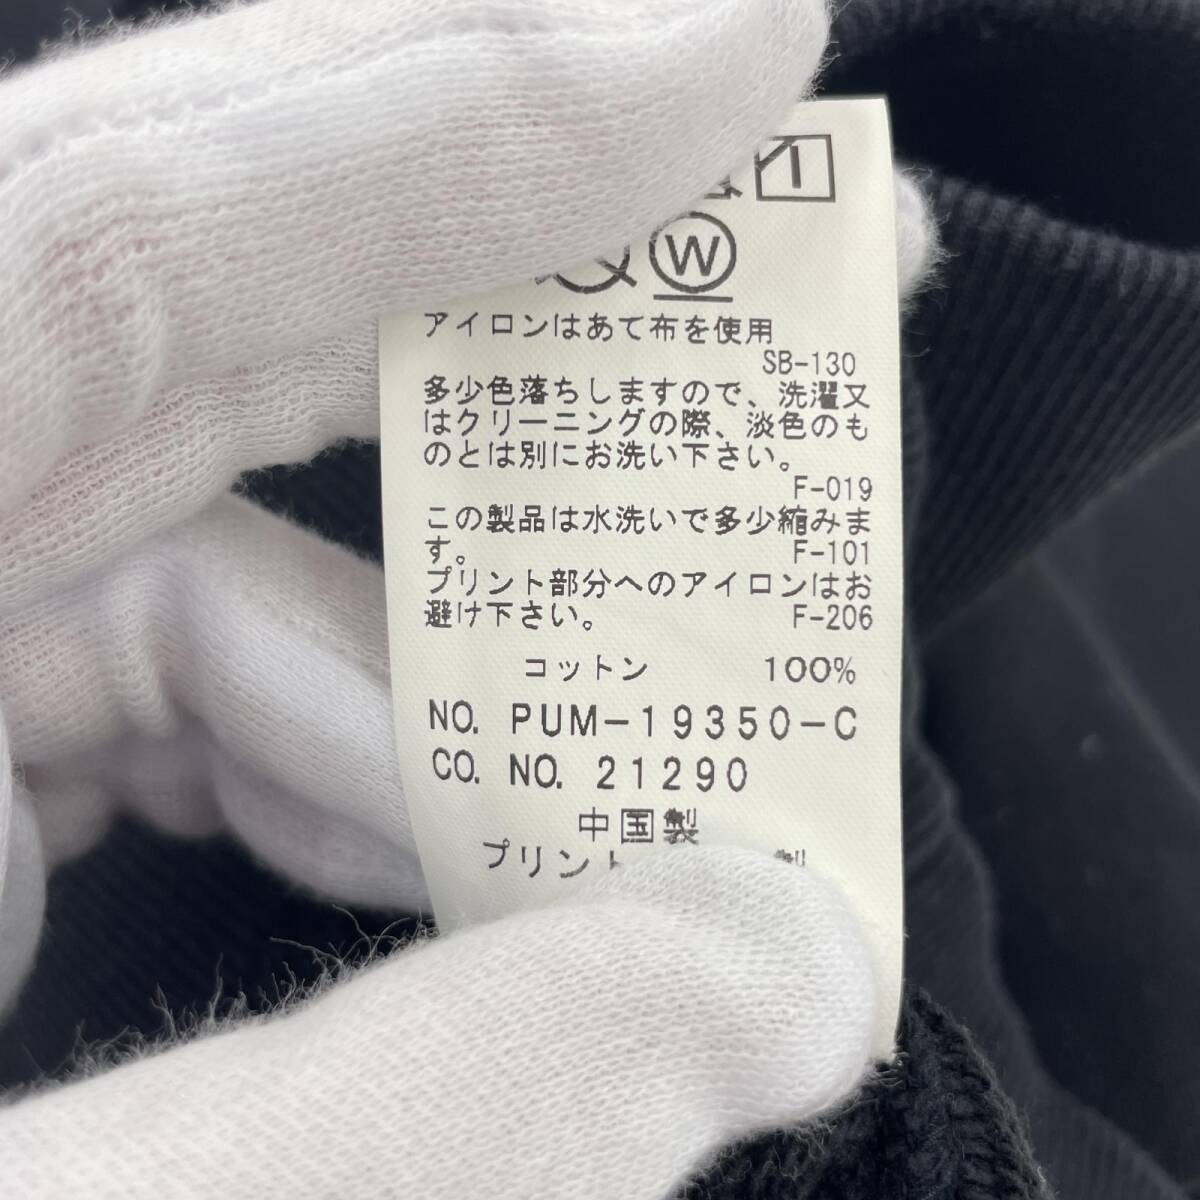 W
アイロンはあて布を使用
SB-130
多少色落ちしますので、洗濯又
はクリーニングの際、淡色のも
のとは別にお洗い下さい。
F-019
この製品は水洗いで多少縮みま
す。 F-101
プリント部分へのアイロンはお
避け下さい。 F-206
コットン 100%
NO. PUM-19350-C
CO. NO. 21290
中国製
プリント